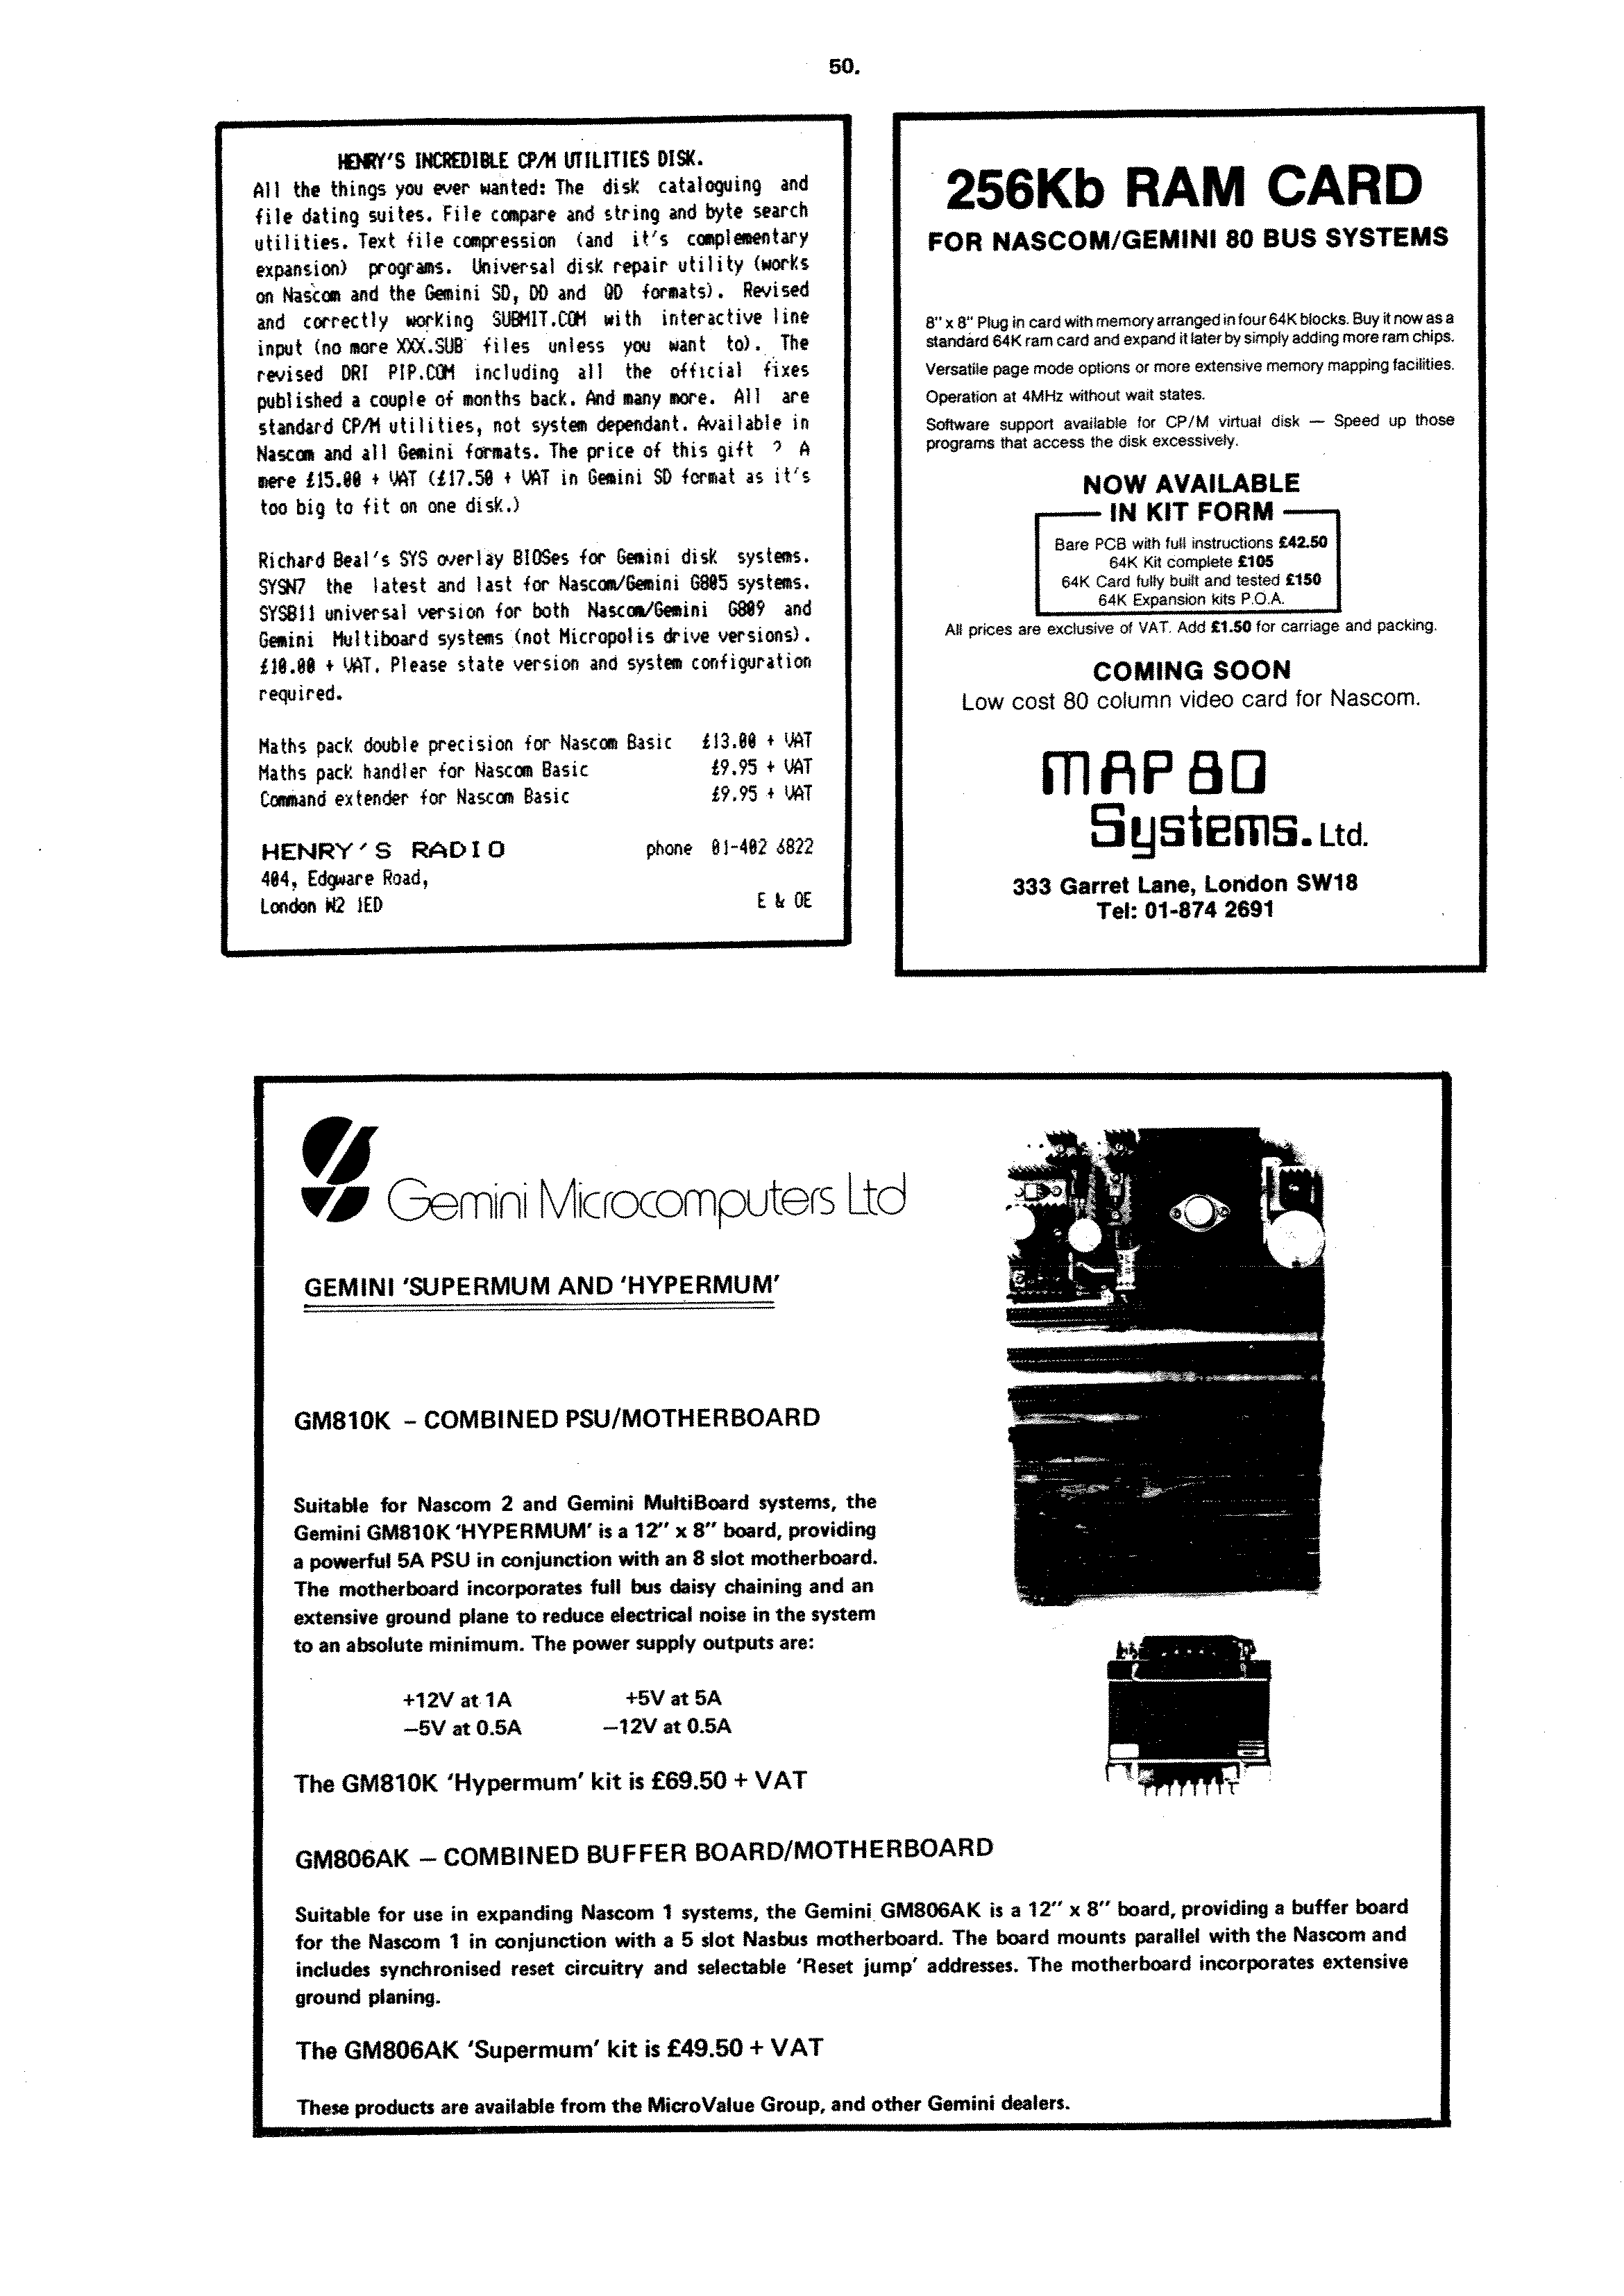 50.
HENRY'S INCREDIBLE CP/M UTILITIES DISK.
All the things you ever wanted: The disk cataloguing and
file dating suites. File compare and string and byte search
utilities. Text file compression (and it's complementary
expansion) programs. Universal disk repair utility (works
on Nascom and the Gemini SD, DD and QD formats). Revised
and correctly working SUBMIT.COM with interactive line
input (no more XXX.SUB files unless you want to). The
revised DRI PIP.COM including all the official fixes
published a couple of months back. And many more. All are
standard CP/M utilities, not system dependant. Available in
Nascom and all Gemini formats. The price of this gift ? A
mere £15.00 + VAT (£17.50 + VAT in Gemini SD format as it's
too big to fit on one disk.)
Richard Beal's SYS overlay BIOSes for Gemini disk systems.
SYSN7 the latest and last for Nascom/Gemini G805 systems.
SYSB11 universal version for both Nascom/Gemini G809 and
Gemini Multiboard systems (not Micropolis drive versions).
£10.00 + VAT. Please state version and system configuration
required.
Maths pack double precision for Nascom Basic £13.00 + VAT
Maths pack handler for Nascom Basic £9.95 + VAT
Command extender for Nascom Basic £9.95 + VAT
HENRY'S RADIO phone 01-402 6822
404, Edgware Road,
London W2 1ED E & OE
256Kb RAM CARD
FOR NASCOM/GEMINI 80 BUS SYSTEMS
8" x 8" Plug in card with memory arranged in four 64K blocks. Buy it now as a
standard 64K ram card and expand it later by simply adding more ram chips.
Versatile page mode options or more extensive memory mapping facilities.
Operation at 4MHz without wait states.
Software support available for CP/M virtual disk — Speed up those
programs that access the disk excessively.
NOW AVAILABLE
IN KIT FORM
Bare PCB with full instructions £42.50
64K Kit complete £105
64K Card fully built and tested £150
64K Expansion kits P.O.A.
All prices are exclusive of VAT. Add £1.50 for carriage and packing.
COMING SOON
Low cost 80 column video card for Nascom.
MAP 80
Systems. Ltd.
333 Garret Lane, London SW18
Tel: 01-874 2691
Gemini Microcomputers Ltd
GEMINI 'SUPERMUM AND 'HYPERMUM'
GM810K – COMBINED PSU/MOTHERBOARD
Suitable for Nascom 2 and Gemini MultiBoard systems, the
Gemini GM810K 'HYPERMUM' is a 12" x 8" board, providing
a powerful 5A PSU in conjunction with an 8 slot motherboard.
The motherboard incorporates full bus daisy chaining and an
extensive ground plane to reduce electrical noise in the system
to an absolute minimum. The power supply outputs are:
+12V at 1A +5V at 5A
–5V at 0.5A –12V at 0.5A
The GM810K 'Hypermum' kit is £69.50 + VAT
GM806AK – COMBINED BUFFER BOARD/MOTHERBOARD
Suitable for use in expanding Nascom 1 systems, the Gemini GM806AK is a 12" x 8" board, providing a buffer board
for the Nascom 1 in conjunction with a 5 slot Nasbus motherboard. The board mounts parallel with the Nascom and
includes synchronised reset circuitry and selectable 'Reset jump' addresses. The motherboard incorporates extensive
ground planing.
The GM806AK 'Supermum' kit is £49.50 + VAT
These products are available from the MicroValue Group, and other Gemini dealers.